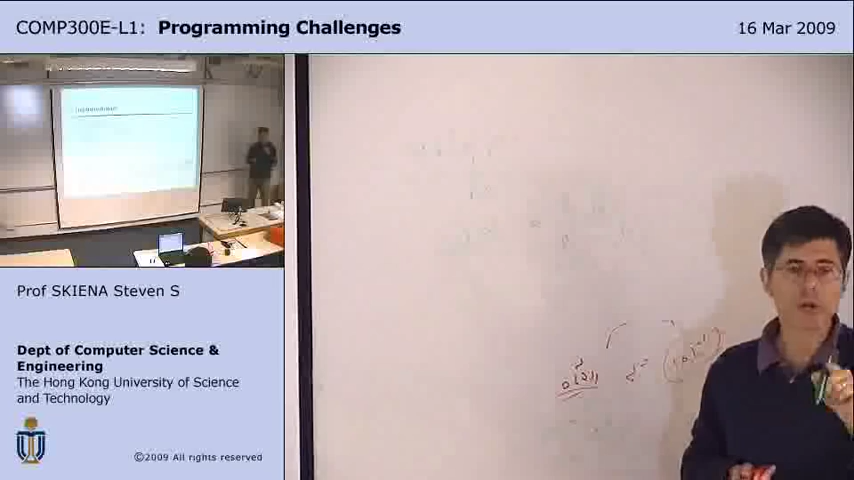 COMP300E-L1: Programming Challenges
16 Mar 2009
Prof SKIENA Steven S
Dept of Computer Science &
Engineering
The Hong Kong University of Science
and Technology
©2009 All rights reserved